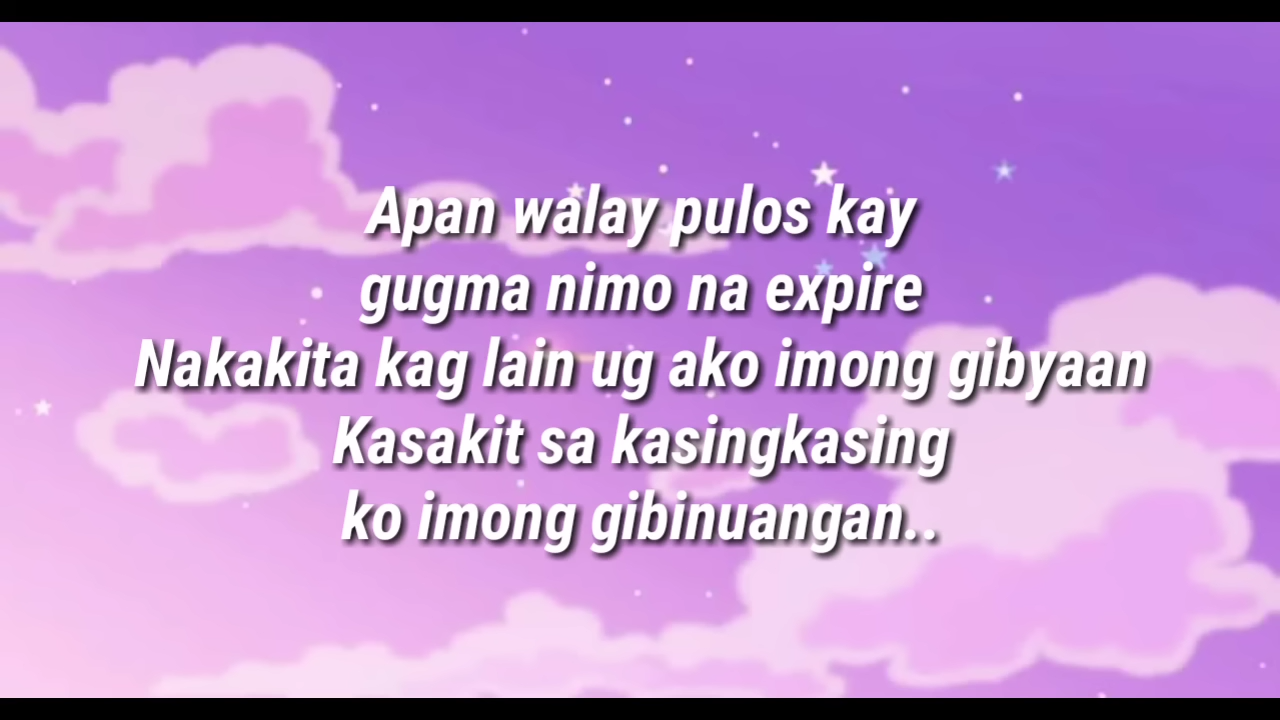 Apan walay pulos kay
gugma nimo na expire
Nakakita kag lain ug ako imong gibyaan
Kasakit sa kasingkasing
ko imong gibinuangan..